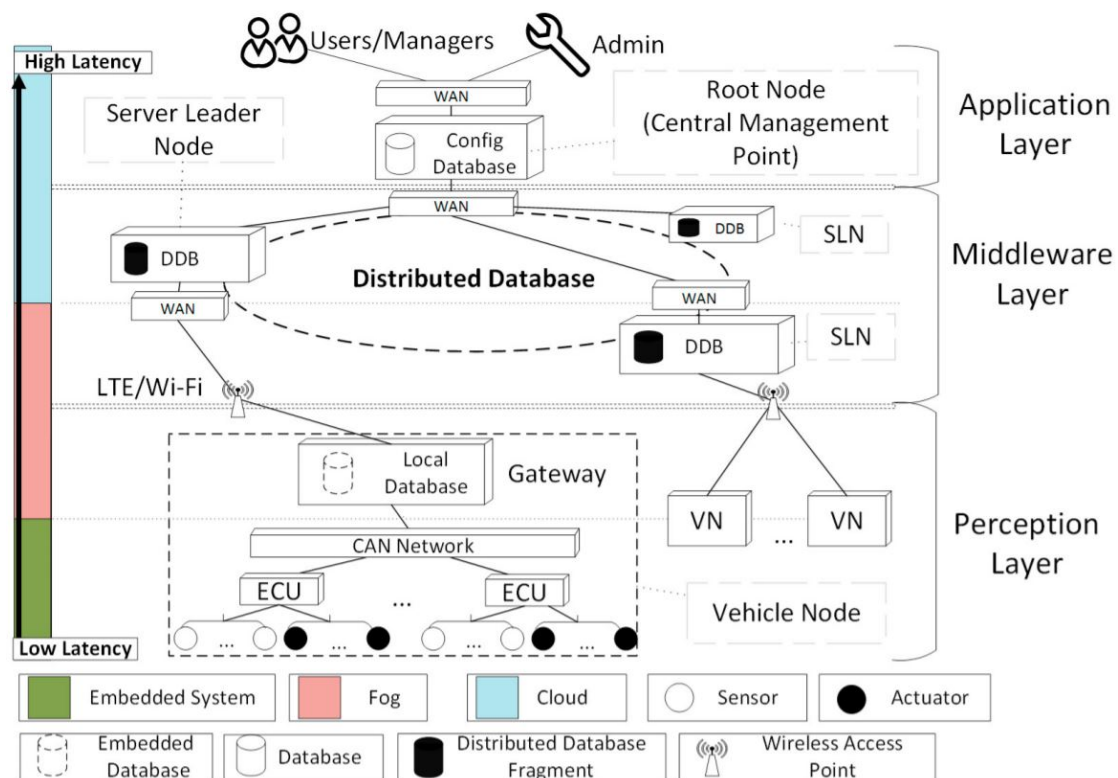 High Latency
Users/Managers
Admin
WAN
Server Leader
Node
Config
Database
Root Node
(Central Management
Point)
Application
Layer
WAN
DDB
DDB
SLN
Distributed Database
Middleware
Layer
WAN
WAN
DDB
SLN
LTE/Wi-Fi
Local
Database
Gateway
VN
...
VN
CAN Network
Perception
Layer
ECU
...
ECU
Vehicle Node
...
...
...
...
Low Latency
Embedded System
Fog
Cloud
Sensor
Actuator
Embedded
Database
Database
Distributed Database
Fragment
Wireless Access
Point